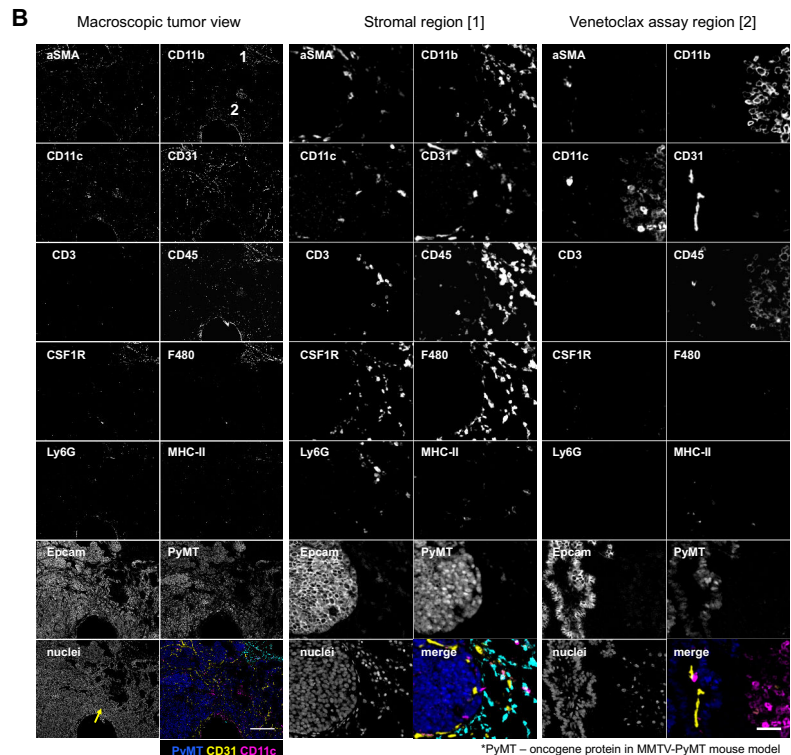 B
Macroscopic tumor view Stromal region [1] Venetoclax assay region [2]
aSMA CD11b 1 aSMA CD11b aSMA CD11b
2
CD11c CD31 CD11c CD31 CD11c CD31
CD3 CD45 CD3 CD45 CD3 CD45
CSF1R F480 CSF1R F480 CSF1R F480
Ly6G MHC-II Ly6G MHC-II Ly6G MHC-II
Epcam PyMT Epcam PyMT Epcam PyMT
nuclei nuclei merge nuclei merge
PyMT CD31 CD11c *PyMT – oncogene protein in MMTV-PyMT mouse model